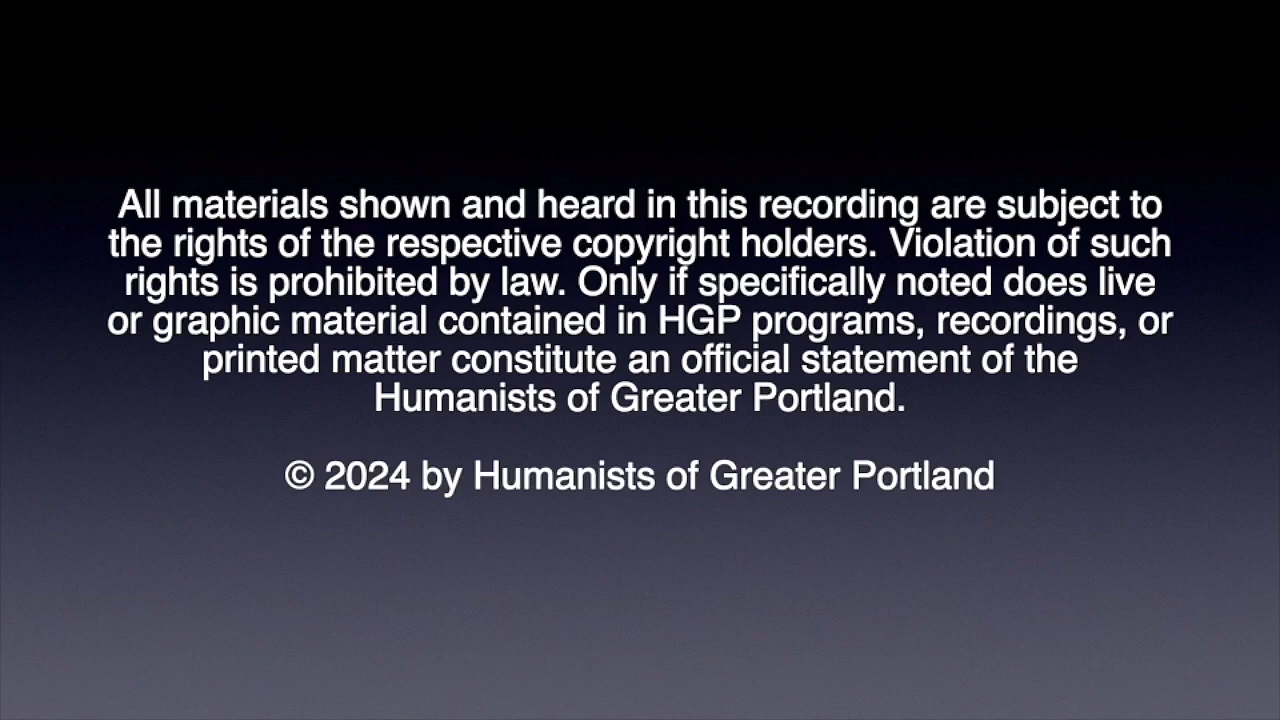 All materials shown and heard in this recording are subject to
the rights of the respective copyright holders. Violation of such
rights is prohibited by law. Only if specifically noted does live
or graphic material contained in HGP programs, recordings, or
printed matter constitute an official statement of the
Humanists of Greater Portland.
© 2024 by Humanists of Greater Portland